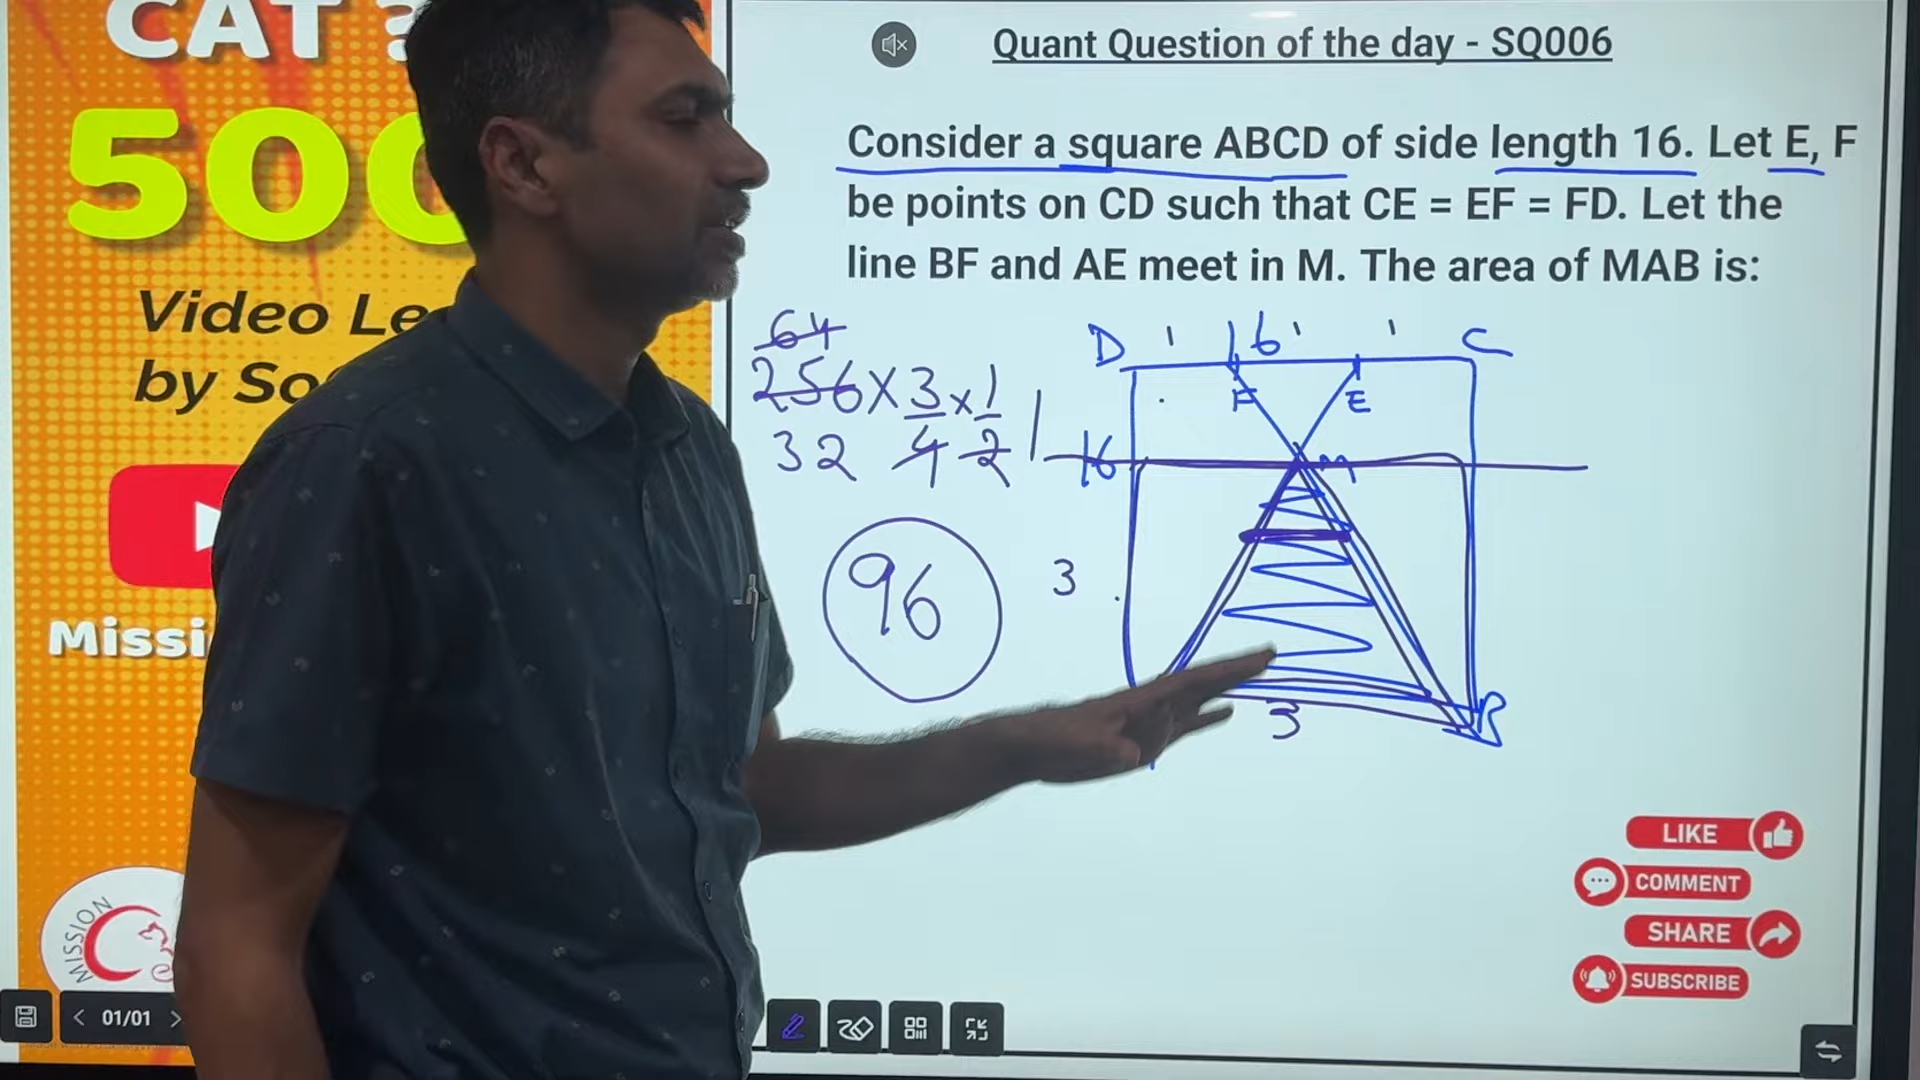 CAT ?
500
Video Le
by So
Missi
MISSION
01/01
Quant Question of the day - SQ006
Consider a square ABCD of side length 16. Let E, F
be points on CD such that CE = EF = FD. Let the
line BF and AE meet in M. The area of MAB is:
64
256 × 3/4 × 1/2
32
96
D 16 C
F E
1
16
M
3
3
B
LIKE
COMMENT
SHARE
SUBSCRIBE